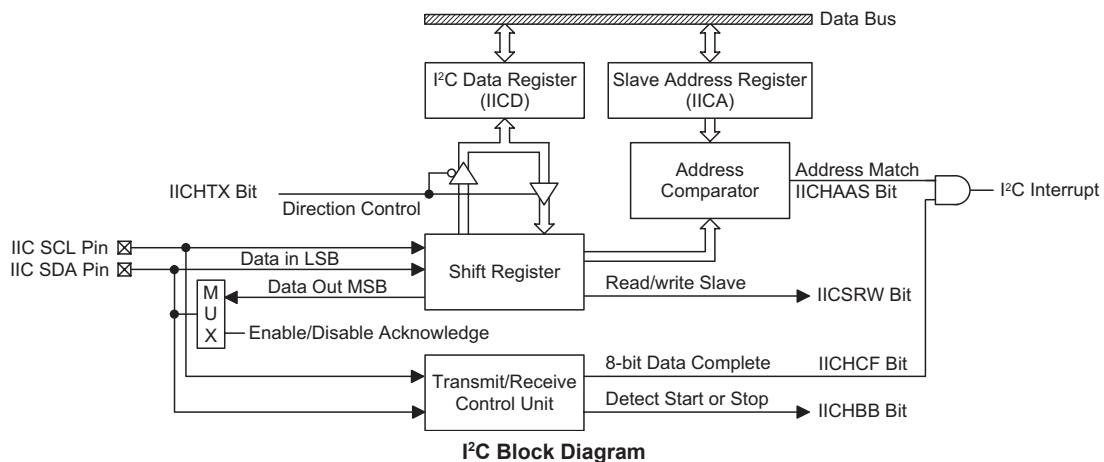 Data Bus
I²C Data Register
(IICD)
Slave Address Register
(IICA)
IICHTX Bit
Direction Control
Address
Comparator
Address Match
IICHAAS Bit
I²C Interrupt
IIC SCL Pin
IIC SDA Pin
Data in LSB
Shift Register
Data Out MSB
Read/write Slave
IICSRW Bit
M
U
X
Enable/Disable Acknowledge
Transmit/Receive
Control Unit
8-bit Data Complete
IICHCF Bit
Detect Start or Stop
IICHBB Bit
I²C Block Diagram